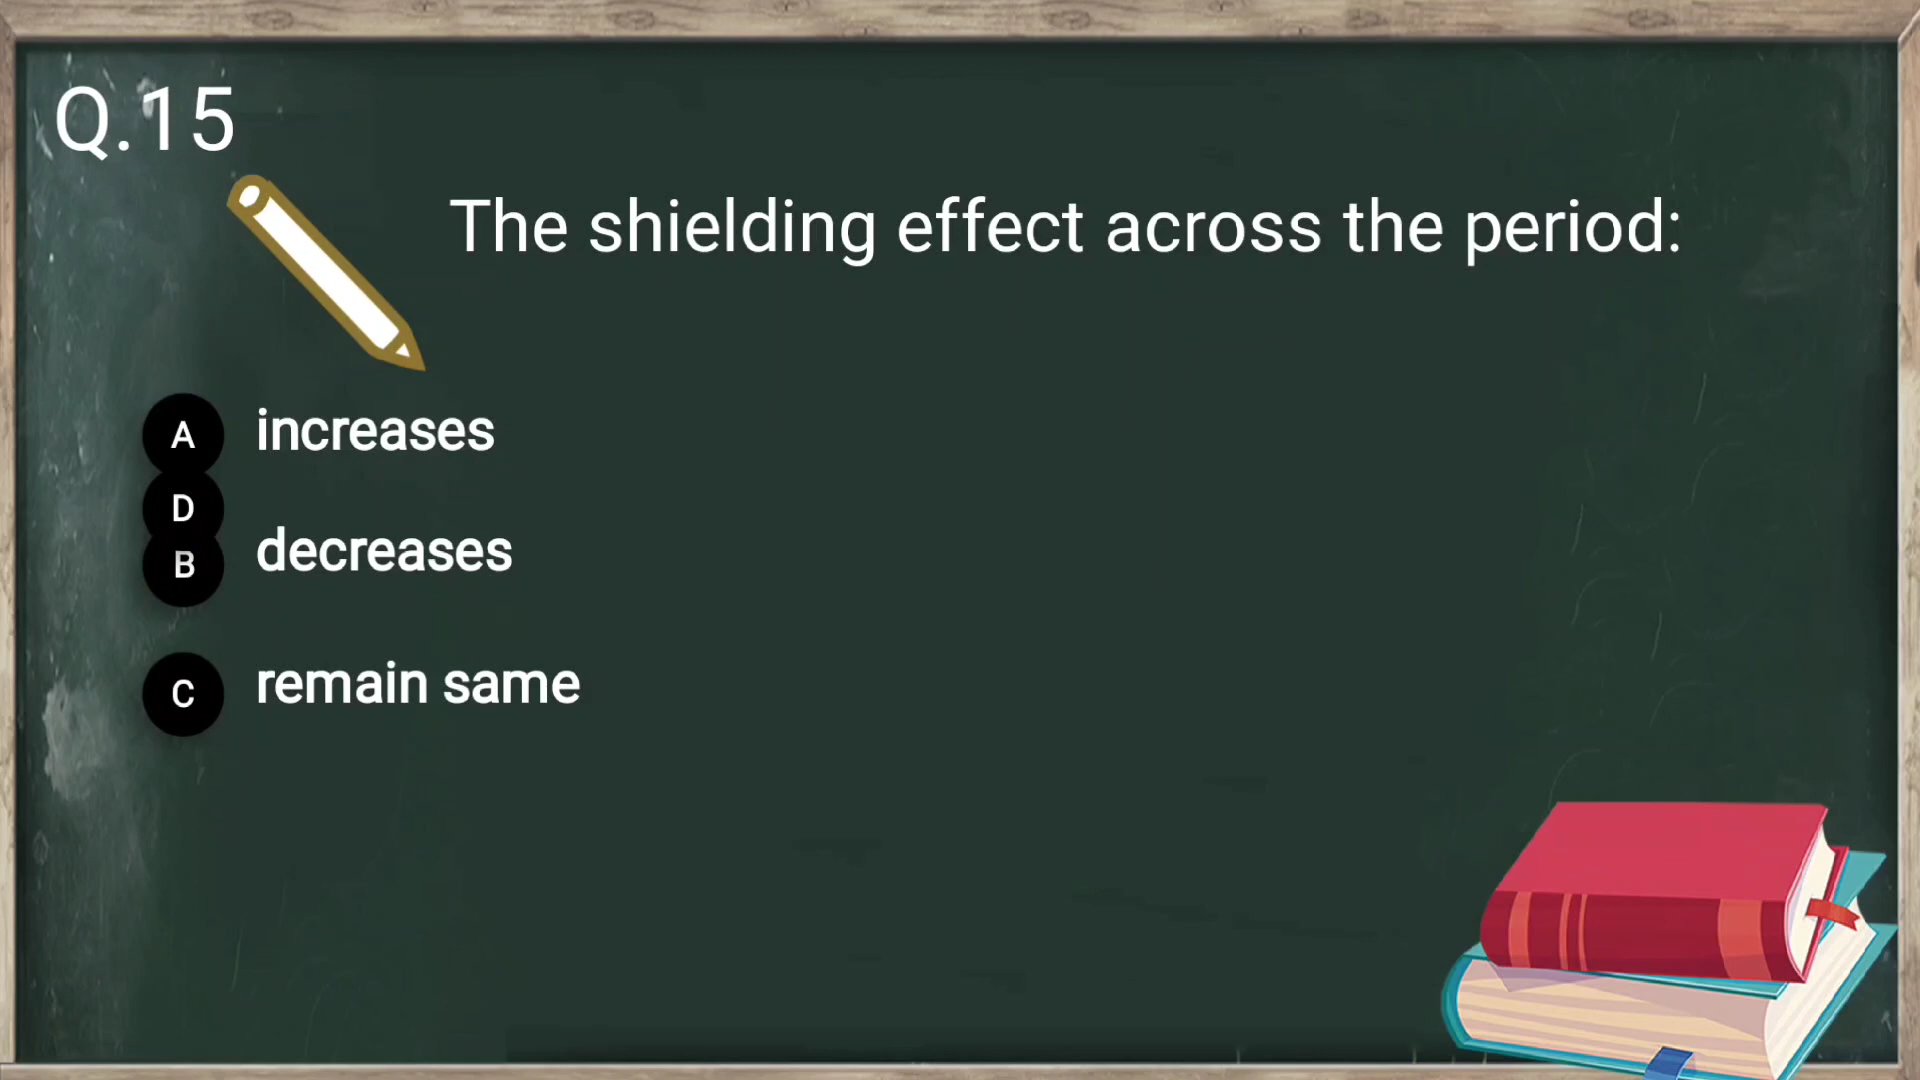 Q.15
The shielding effect across the period:
A increases
D
B decreases
C remain same